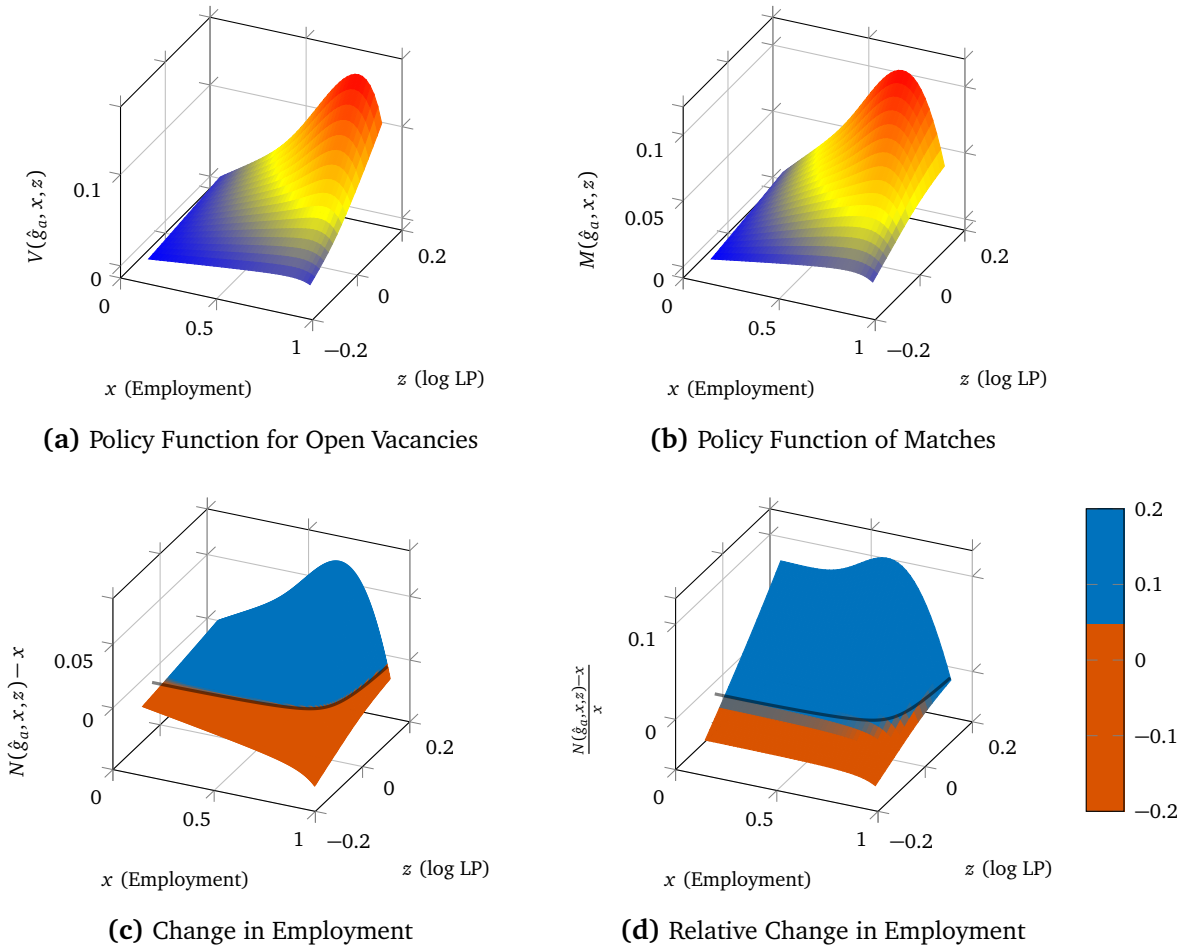 0.1
0
V(ĝₐ, x, z)
0
0.5
1
−0.2
0
0.2
x (Employment)
z (log LP)
(a) Policy Function for Open Vacancies
0.1
0.05
0
M(ĝₐ, x, z)
0
0.5
1
−0.2
0
0.2
x (Employment)
z (log LP)
(b) Policy Function of Matches
0.05
0
N(ĝₐ, x, z) − x
0
0.5
1
−0.2
0
0.2
x (Employment)
z (log LP)
(c) Change in Employment
0.1
0
N(ĝₐ,x,z)−x
x
0
0.5
1
−0.2
0
0.2
x (Employment)
z (log LP)
(d) Relative Change in Employment
0.2
0.1
0
−0.1
−0.2